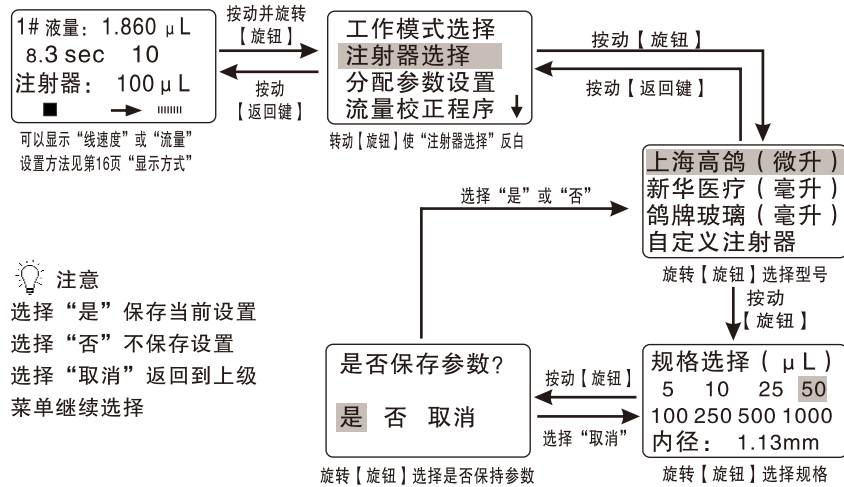 1# 液量： 1.860 μL
8.3 sec 10
注射器： 100 μL
可以显示“线速度”或“流量”
设置方法见第16页“显示方式”
按动并旋转
【旋钮】
按动
【返回键】
工作模式选择
注射器选择
分配参数设置
流量校正程序
转动【旋钮】使“注射器选择”反白
按动【旋钮】
按动【返回键】
上海高鸽（微升）
新华医疗（毫升）
鸽牌玻璃（毫升）
自定义注射器
旋转【旋钮】选择型号
按动
【旋钮】
规格选择（μL）
5 10 25 50
100 250 500 1000
内径： 1.13mm
旋转【旋钮】选择规格
按动【旋钮】
选择“取消”
是否保存参数?
是 否 取消
旋转【旋钮】选择是否保持参数
选择“是”或“否”
注意
选择“是”保存当前设置
选择“否”不保存设置
选择“取消”返回到上级
菜单继续选择